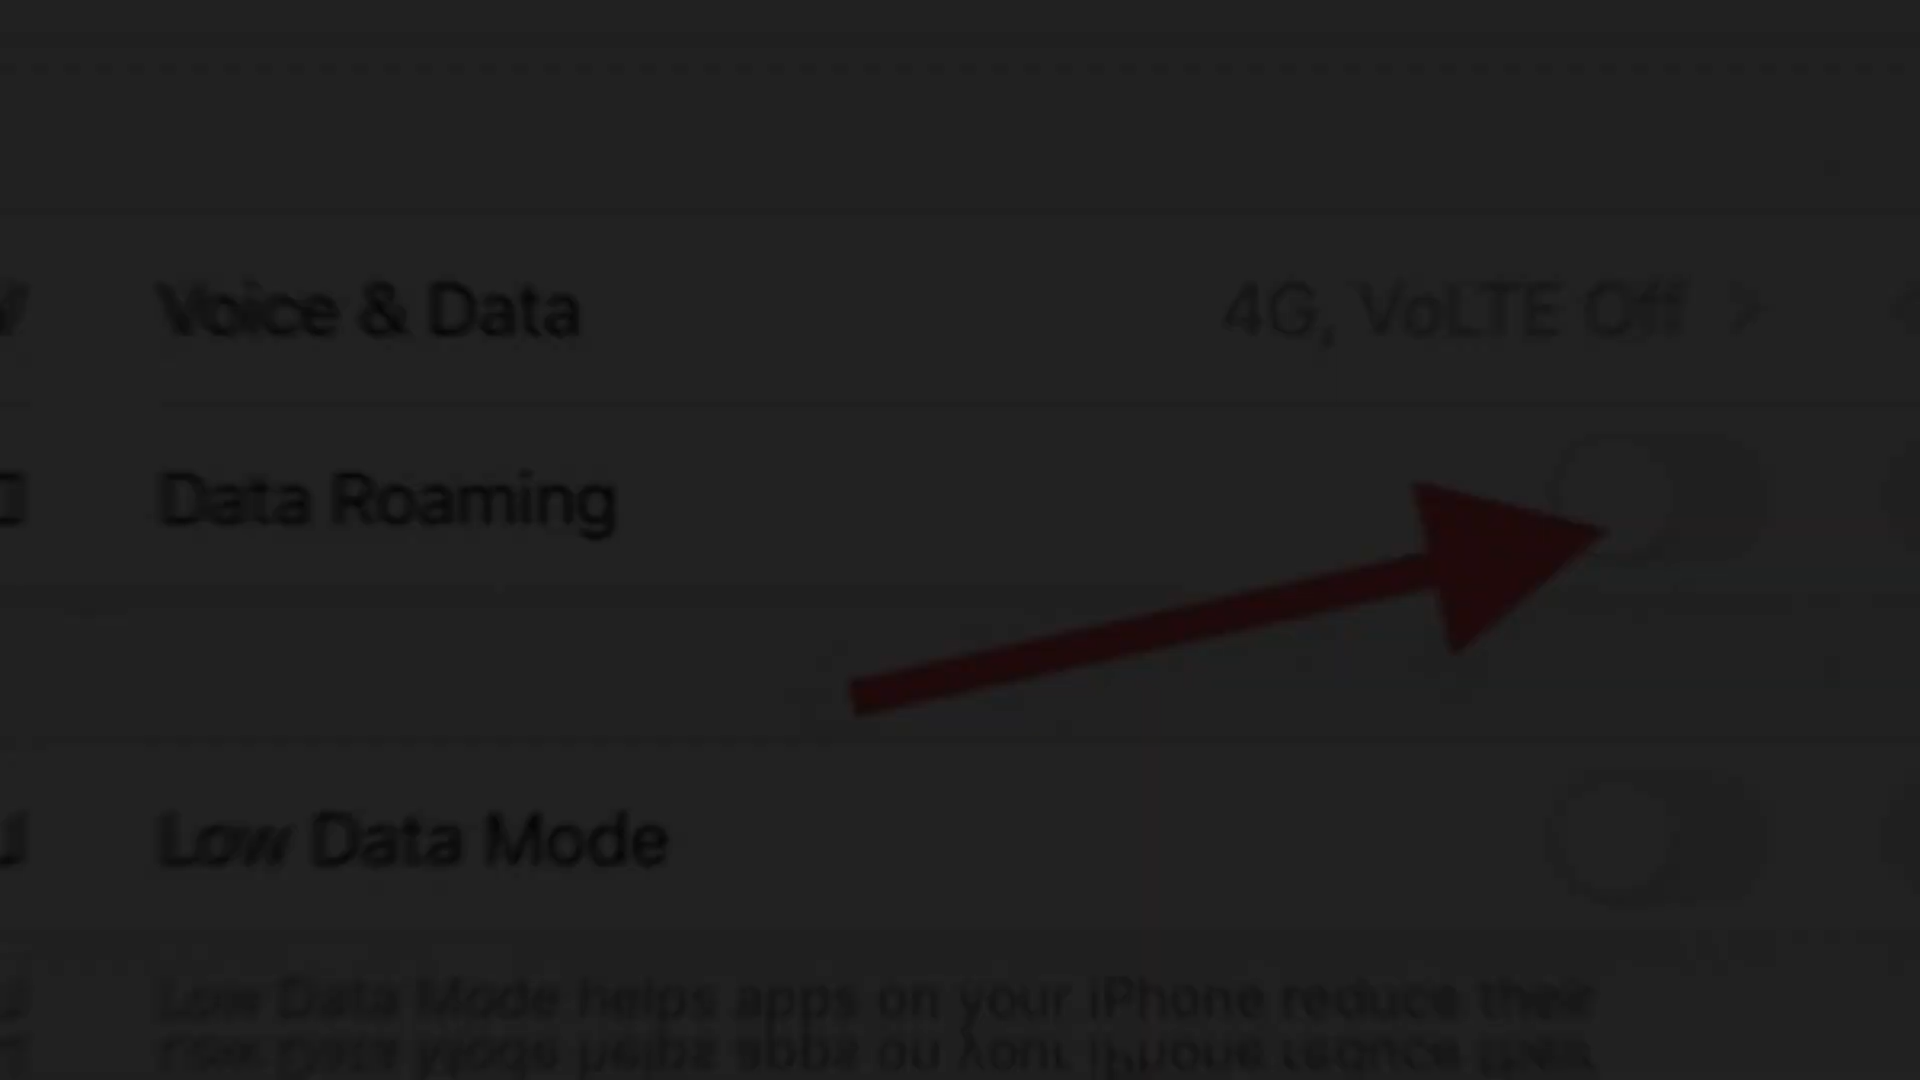 Voice & Data
4G, VoLTE Off
Data Roaming
Low Data Mode
Low Data Mode helps apps on your iPhone reduce their